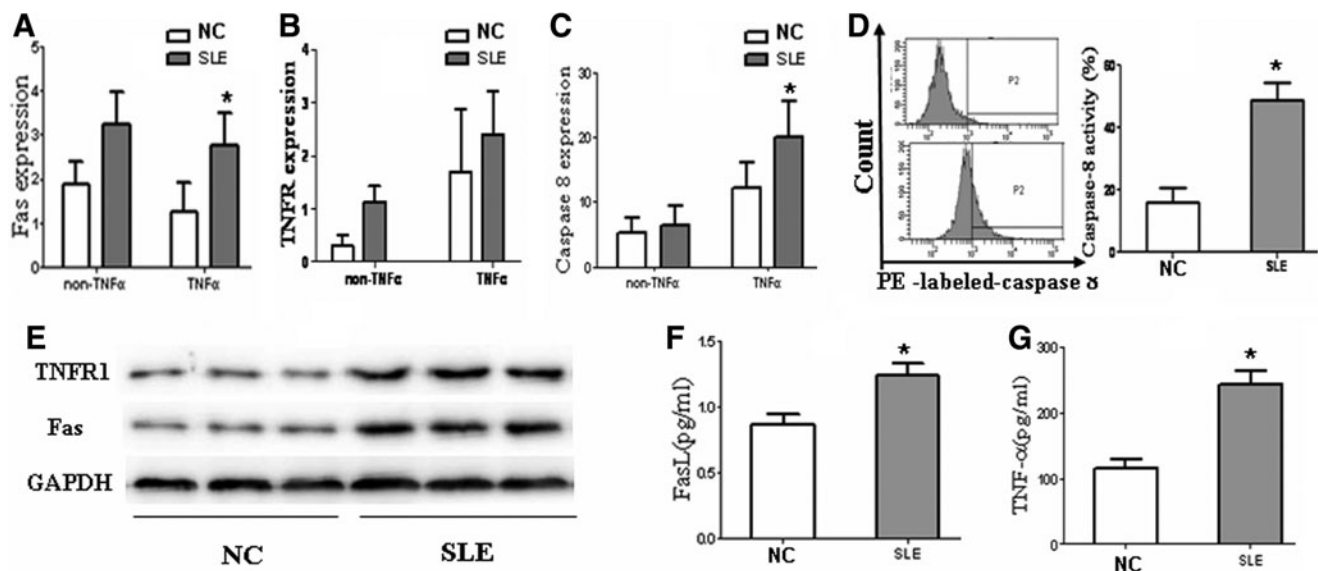 A
NC
SLE
Fas expression
5
4
3
2
1
0
non-TNFα
TNFα
*
B
NC
SLE
TNFR expression
4
3
2
1
0
non-TNFα
TNFα
C
NC
SLE
Caspase 8 expression
30
20
10
0
non-TNFα
TNFα
*
D
Count
P2
P2
PE -labeled-caspase 8
Caspase-8 activity (%)
60
40
20
0
NC
SLE
*
E
TNFR1
Fas
GAPDH
NC
SLE
F
FasL(pg/ml)
1.5
1.0
0.5
0.0
NC
SLE
*
G
TNF-α(pg/ml)
300
200
100
0
NC
SLE
*